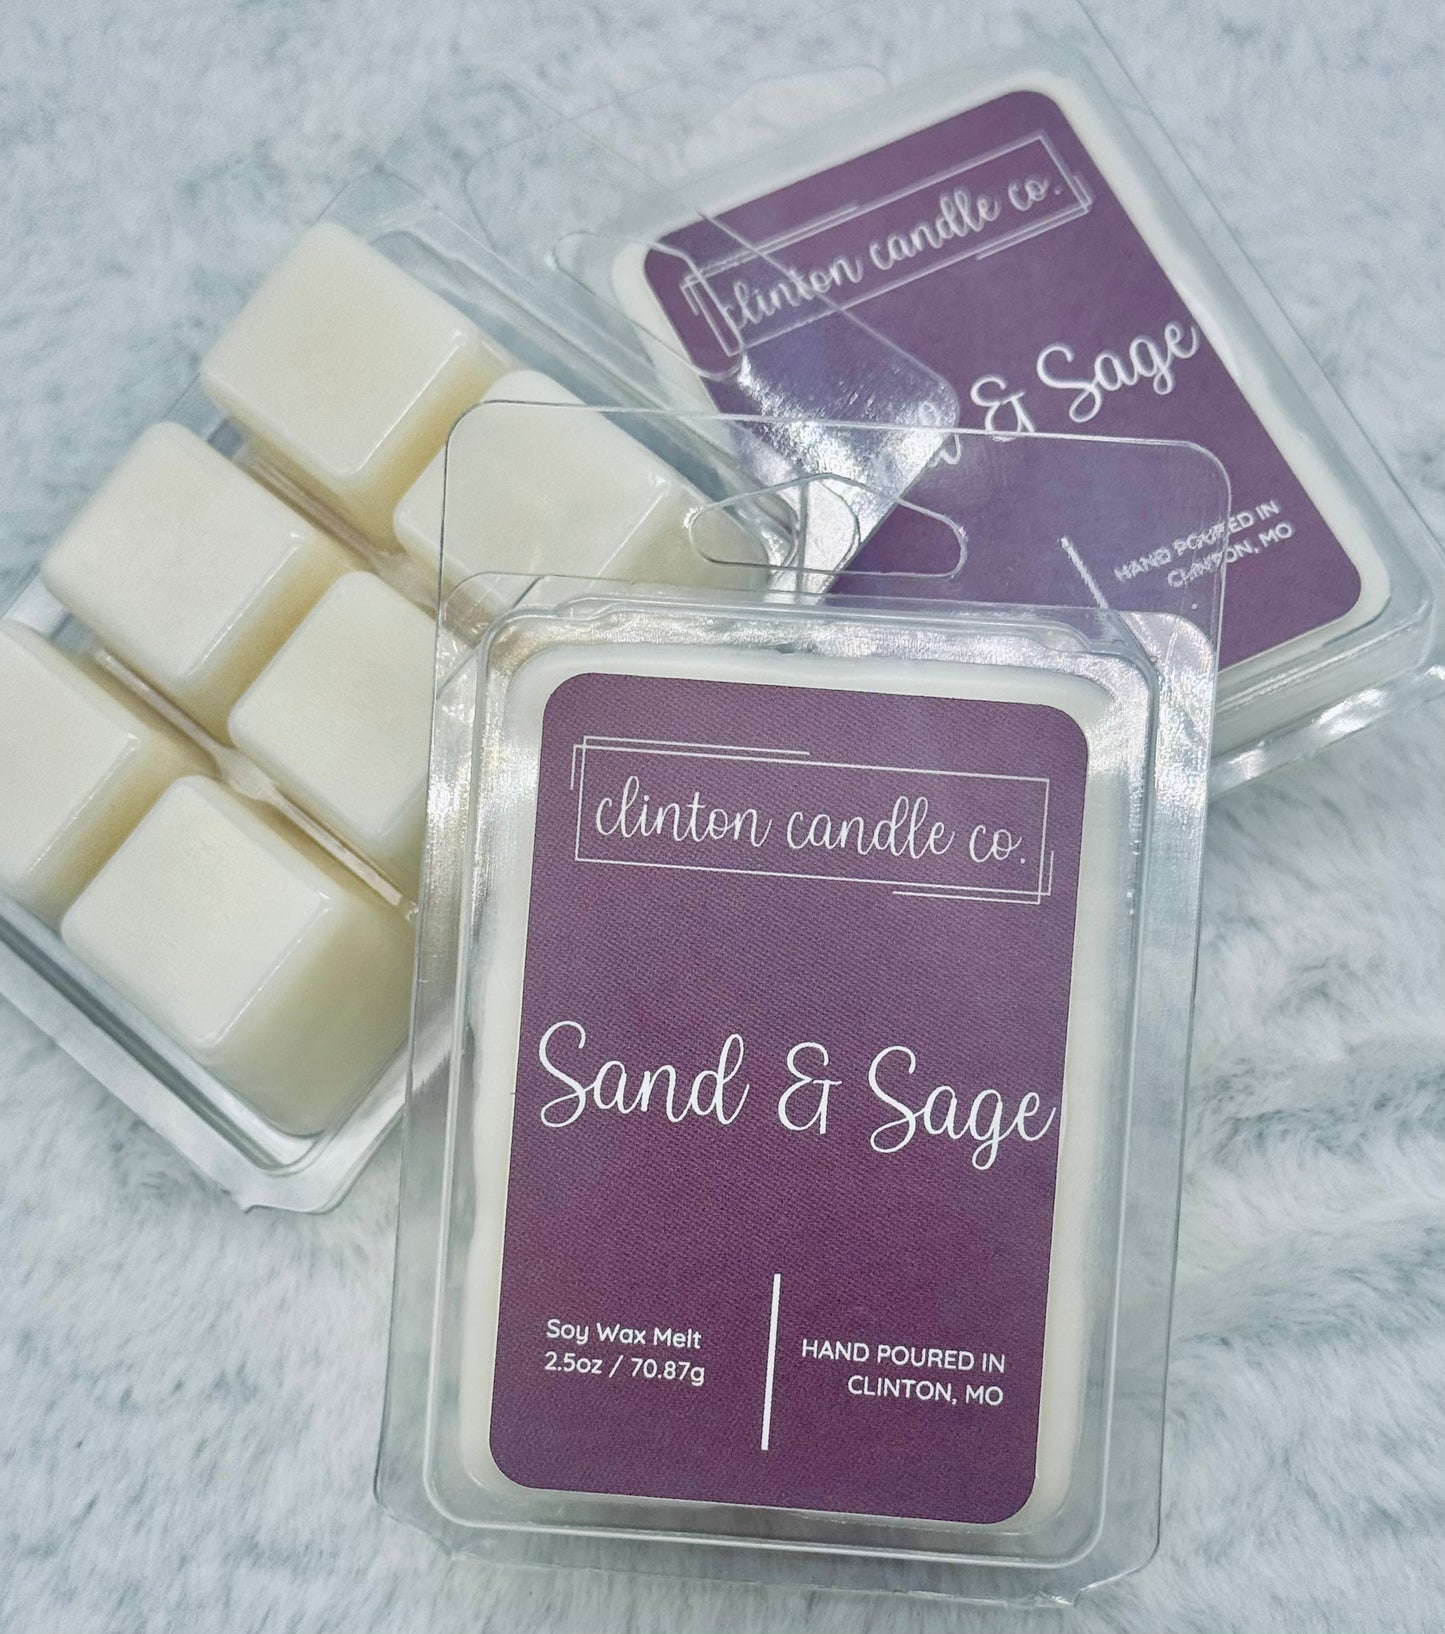 clinton candle co.
& Sage
HAND POURED IN
CLINTON, MO
clinton candle co.
Sand & Sage
Soy Wax Melt
2.5oz / 70.87g
HAND POURED IN
CLINTON, MO